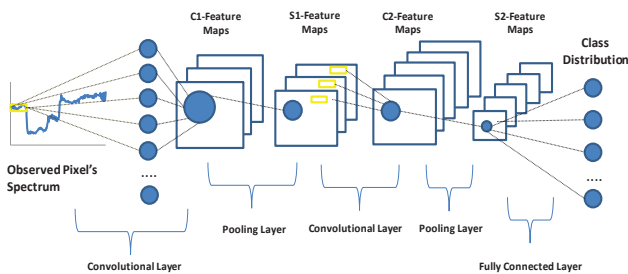 C1-Feature
Maps
S1-Feature
Maps
C2-Feature
Maps
S2-Feature
Maps
Class
Distribution
Observed Pixel's
Spectrum
....
....
Pooling Layer
Convolutional Layer
Pooling Layer
Convolutional Layer
Fully Connected Layer